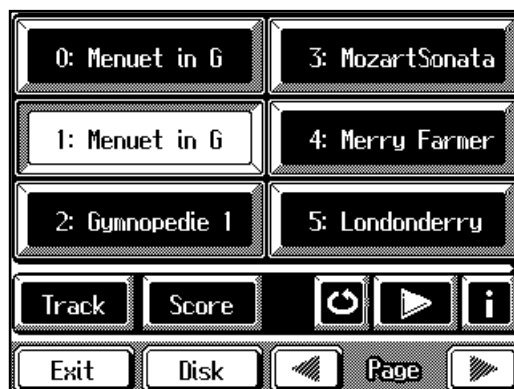 0: Menuet in G
3: MozartSonata
1: Menuet in G
4: Merry Farmer
2: Gymnopedie 1
5: Londonderry
Track Score i
Exit Disk Page